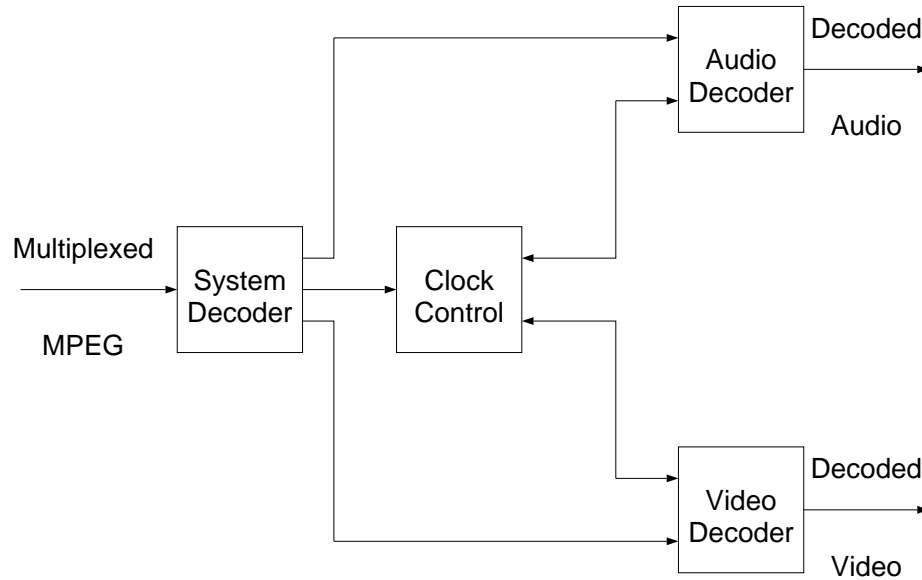 Decoded
Audio
Decoder
Audio
Multiplexed
System
Decoder
MPEG
Clock
Control
Decoded
Video
Decoder
Video